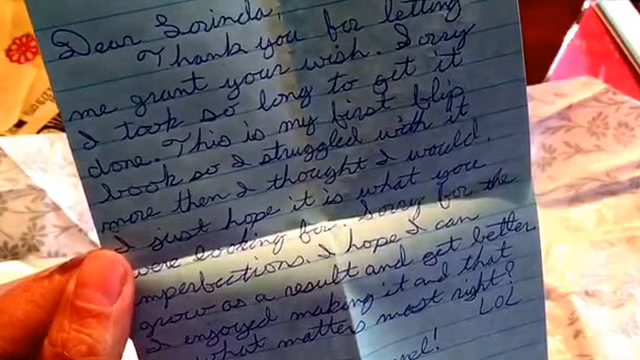 Dear Lorinda,
Thank you for letting
me grant your wish. Sorry
I took so long to get it
done. This is my first flip
book so I struggled with it
more then I thought I would.
I just hope it is what you
were looking for. Sorry for the
imperfections. I hope I can
grow as a result and get better
I enjoyed making it and that
what matters most right?
LOL